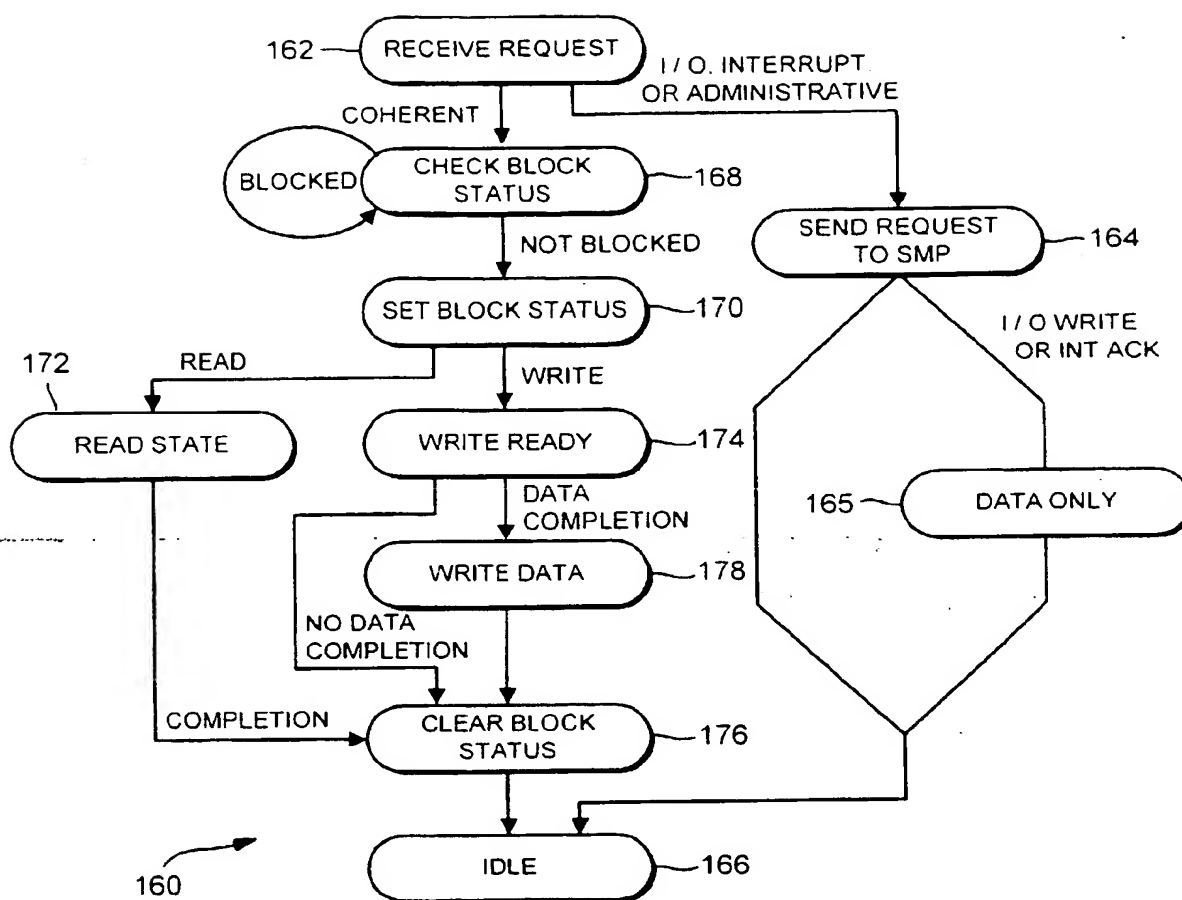 162
RECEIVE REQUEST
I / O. INTERRUPT
OR ADMINISTRATIVE
COHERENT
BLOCKED
CHECK BLOCK
STATUS
168
NOT BLOCKED
SEND REQUEST
TO SMP
164
SET BLOCK STATUS
170
I / O WRITE
OR INT ACK
172
READ
WRITE
READ STATE
WRITE READY
174
DATA
COMPLETION
165
DATA ONLY
WRITE DATA
178
NO DATA
COMPLETION
COMPLETION
CLEAR BLOCK
STATUS
176
160
IDLE
166